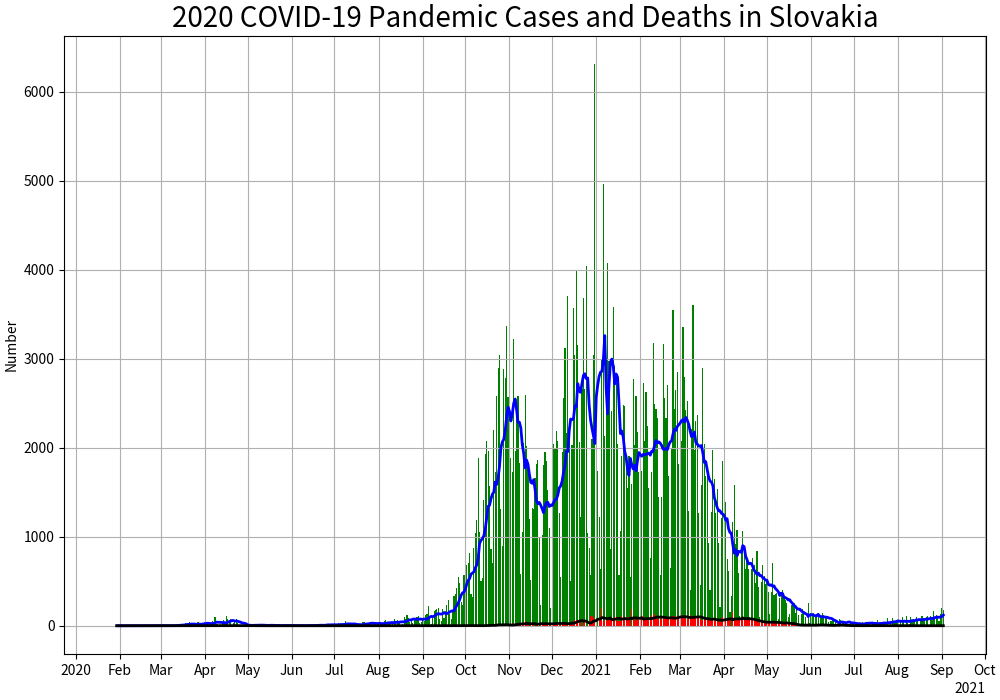 2020 COVID-19 Pandemic Cases and Deaths in Slovakia
Number
6000
5000
4000
3000
2000
1000
0
2020 Feb Mar Apr May Jun Jul Aug Sep Oct Nov Dec 2021 Feb Mar Apr May Jun Jul Aug Sep Oct
2021